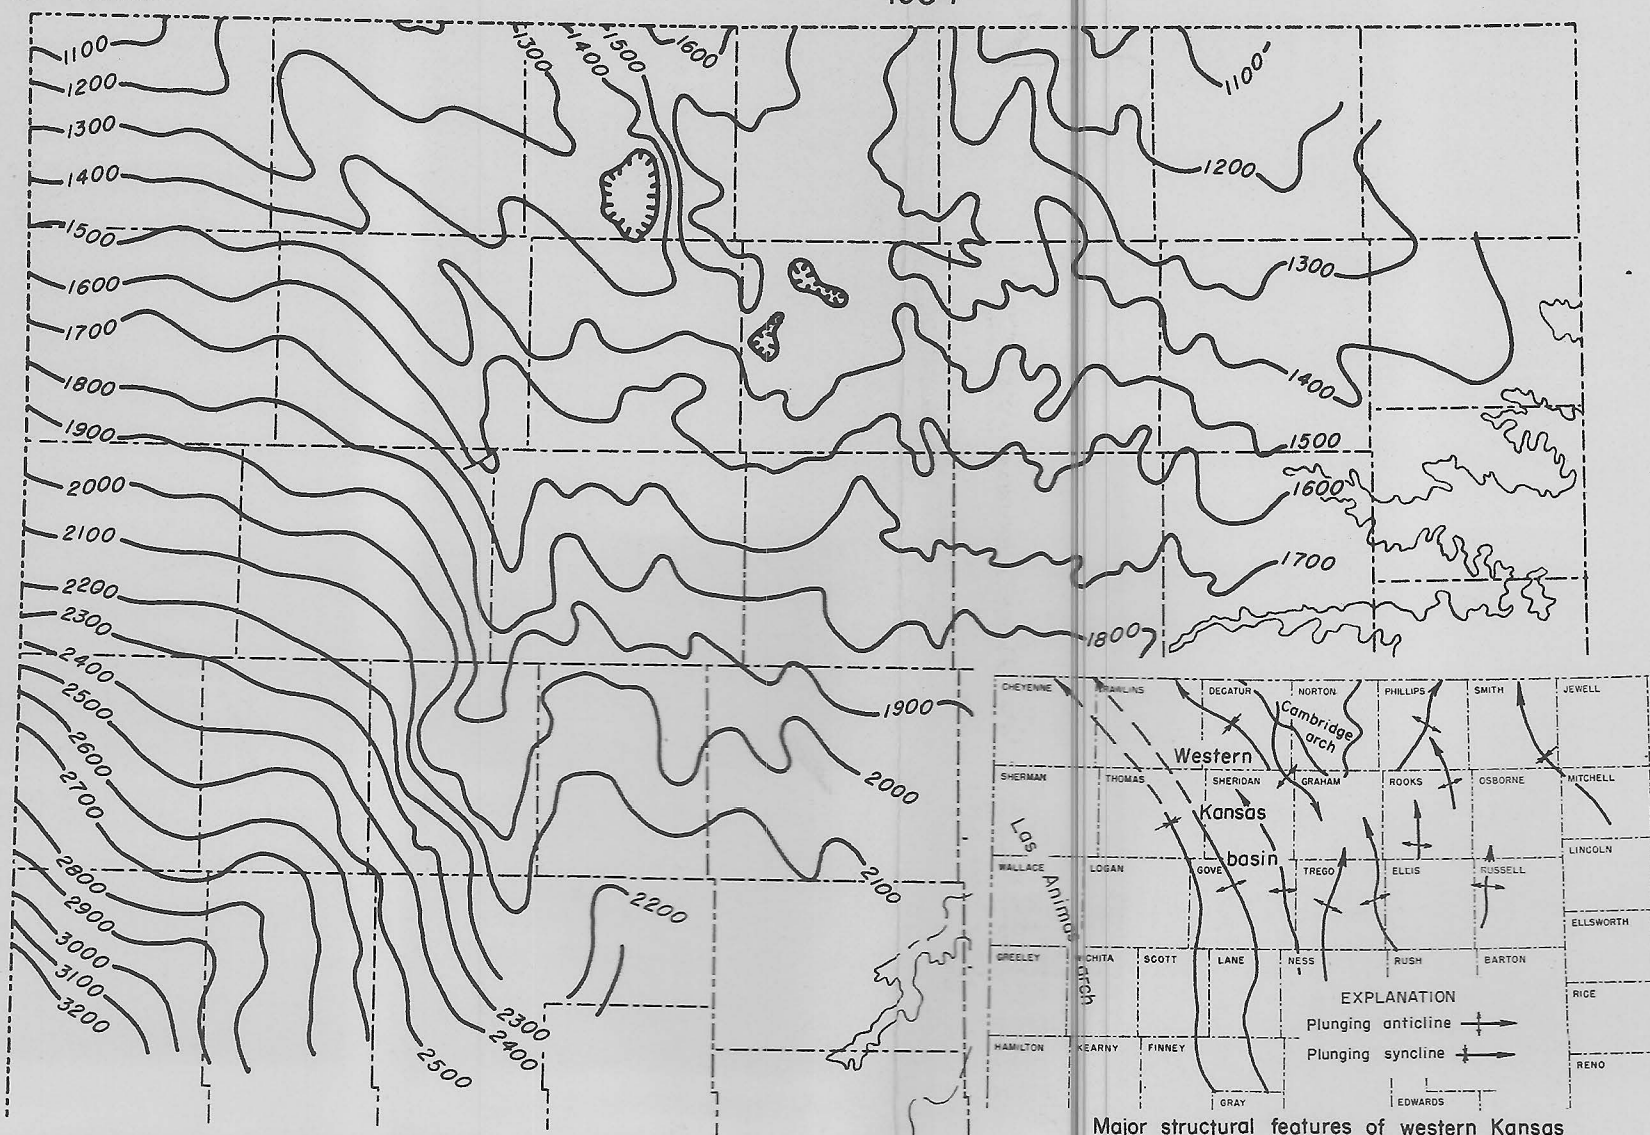 1100
1200
1300
1400
1500
1600
1700
1800
1900
2000
2100
2200
2300
2400
2500
2600
2700
2800
2900
3000
3100
3200
1300
1400
1500
1600
1100
1200
1300
1400
1500
1600
1700
1800
1900
2000
2100
2200
2300
2400
2500
CHEYENNE
RAWLINS
DECATUR
NORTON
PHILLIPS
SMITH
JEWELL
Cambridge
arch
Western
SHERMAN
THOMAS
SHERIDAN
GRAHAM
ROOKS
OSBORNE
MITCHELL
Kansas
Las
Animas
arch
basin
LINCOLN
WALLACE
LOGAN
GOVE
TREGO
ELLIS
RUSSELL
ELLSWORTH
GREELEY
WICHITA
SCOTT
LANE
NESS
RUSH
BARTON
RICE
EXPLANATION
Plunging anticline
Plunging syncline
HAMILTON
KEARNY
FINNEY
RENO
GRAY
EDWARDS
Major structural features of western Kansas